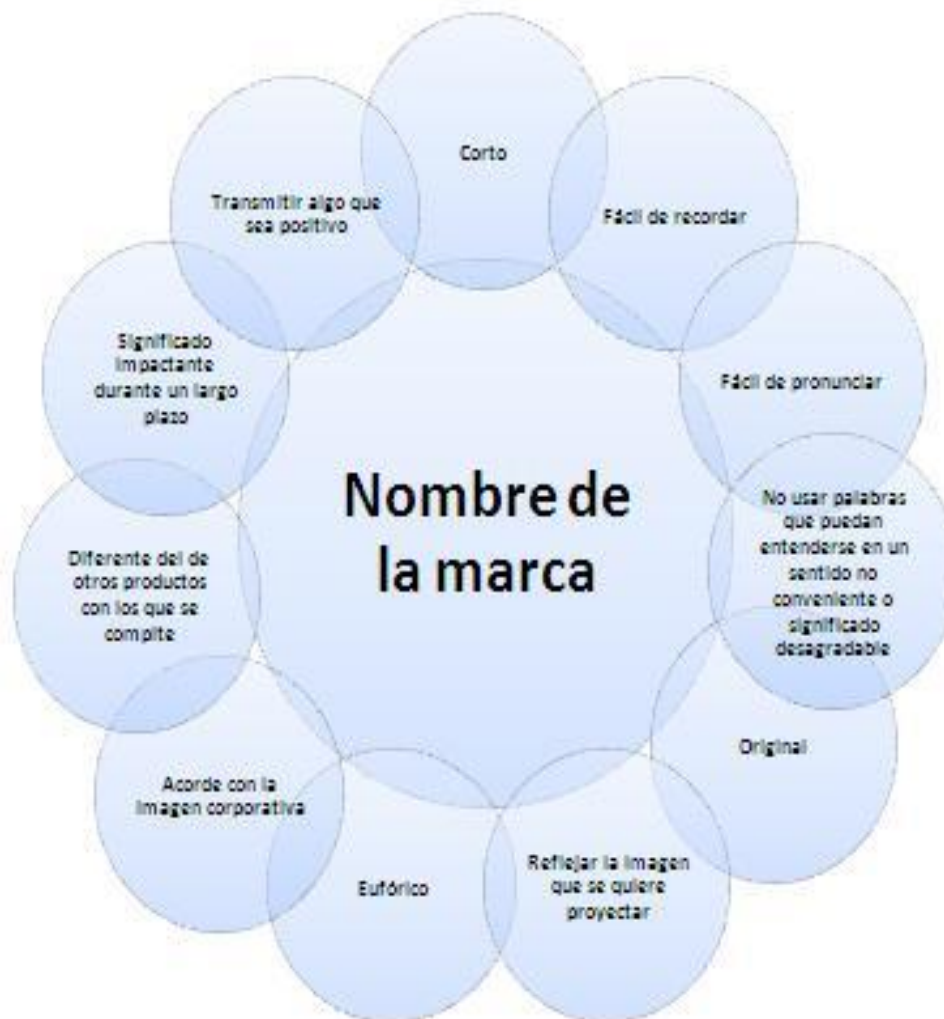 Corto
Fácil de recordar
Fácil de pronunciar
No usar palabras
que puedan
entenderse en un
sentido no
conveniente o
significado
desagradable
Original
Reflejar la imagen
que se quiere
proyectar
Eufórico
Acorde con la
imagen corporativa
Diferente del de
otros productos
con los que se
compite
Significado
impactante
durante un largo
plazo
Transmitir algo que
sea positivo
Nombre de
la marca